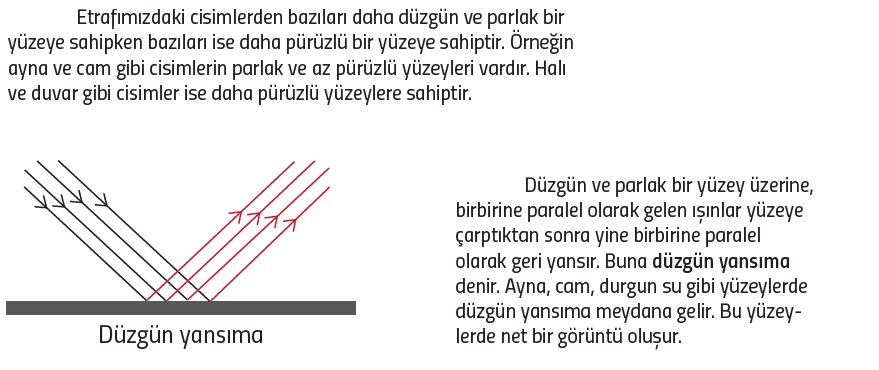 Etrafımızdaki cisimlerden bazıları daha düzgün ve parlak bir
yüzeye sahipken bazıları ise daha pürüzlü bir yüzeye sahiptir. Örneğin
ayna ve cam gibi cisimlerin parlak ve az pürüzlü yüzeyleri vardır. Halı
ve duvar gibi cisimler ise daha pürüzlü yüzeylere sahiptir.
Düzgün yansıma
Düzgün ve parlak bir yüzey üzerine,
birbirine paralel olarak gelen ışınlar yüzeye
çarptıktan sonra yine birbirine paralel
olarak geri yansır. Buna düzgün yansıma
denir. Ayna, cam, durgun su gibi yüzeylerde
düzgün yansıma meydana gelir. Bu yüzey-
lerde net bir görüntü oluşur.